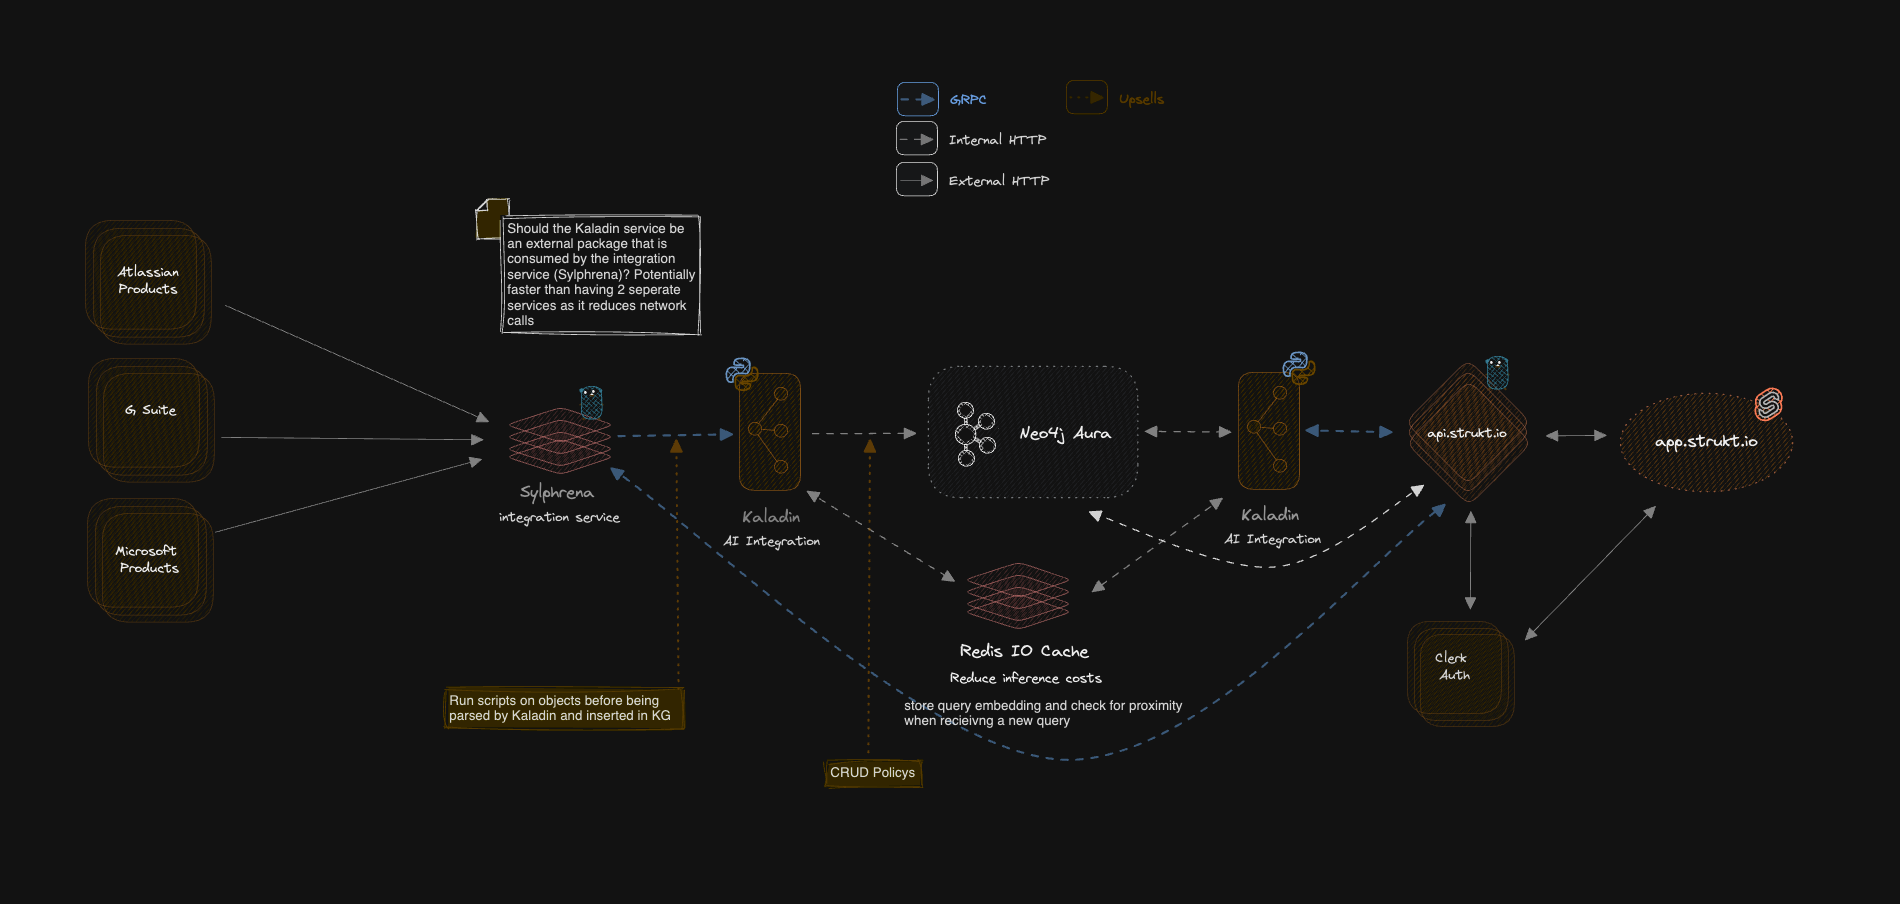 GRPC
Upsells
Internal HTTP
External HTTP
Should the Kaladin service be
an external package that is
consumed by the integration
service (Sylphrena)? Potentially
faster than having 2 seperate
services as it reduces network
calls
Atlassian
Products
G Suite
Microsoft
Products
Sylphrena
integration service
Kaladin
AI Integration
Neo4j Aura
Kaladin
AI Integration
api.strukt.io
app.strukt.io
Redis IO Cache
Reduce inference costs
store query embedding and check for proximity
when recieivng a new query
Clerk
Auth
Run scripts on objects before being
parsed by Kaladin and inserted in KG
CRUD Policys